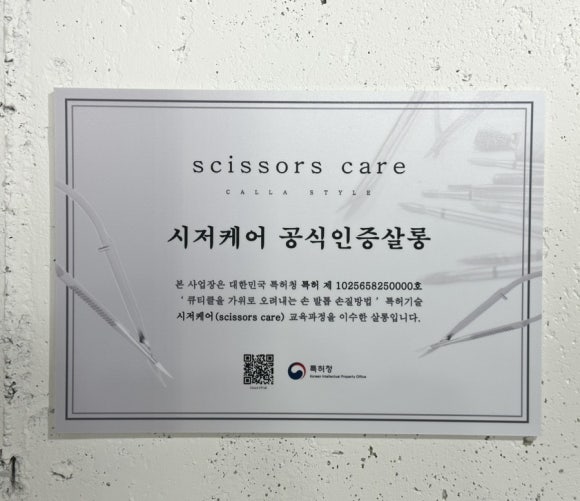 scissors care
CALLA STYLE
시저케어 공식인증살롱
본 사업장은 대한민국 특허청 특허 제 1025658250000호
' 큐티클을 가위로 오려내는 손 발톱 손질방법 ' 특허기술
시저케어(scissors care) 교육과정을 이수한 살롱입니다.
특허청
Korean Intellectual Property Office